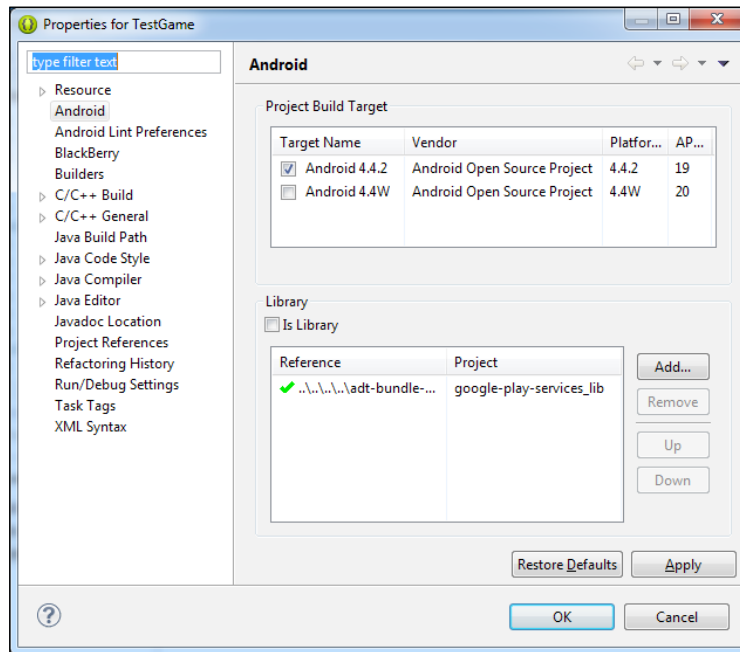 Properties for TestGame
type filter text
Resource
Android
Android Lint Preferences
BlackBerry
Builders
C/C++ Build
C/C++ General
Java Build Path
Java Code Style
Java Compiler
Java Editor
Javadoc Location
Project References
Refactoring History
Run/Debug Settings
Task Tags
XML Syntax
Android
Project Build Target
Target Name Vendor Platfor... AP...
Android 4.4.2 Android Open Source Project 4.4.2 19
Android 4.4W Android Open Source Project 4.4W 20
Library
Is Library
Reference Project
..\..\..\..\adt-bundle-... google-play-services_lib
Add...
Remove
Up
Down
Restore Defaults Apply
? OK Cancel